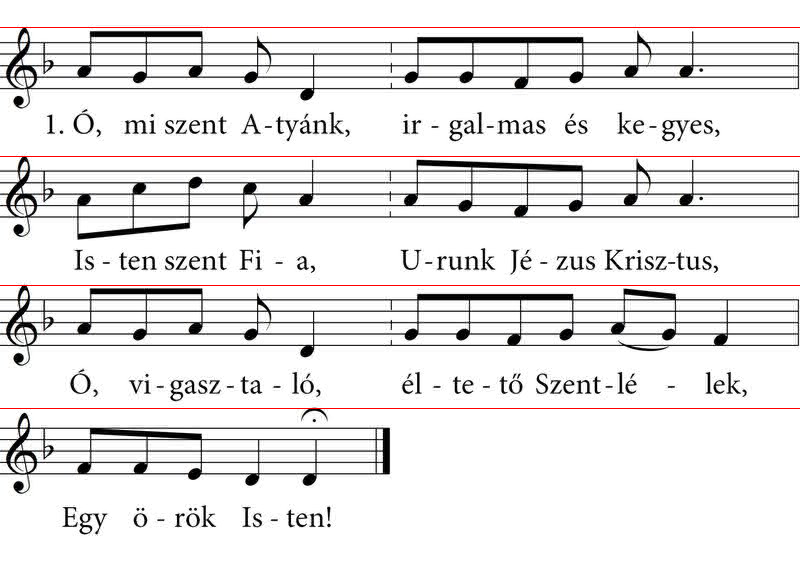 1. Ó, mi szent A-tyánk, ir - gal-mas és ke-gyes,
Is - ten szent Fi - a, U-runk Jé - zus Krisz-tus,
Ó, vi-gasz-ta - ló, él - te - tő Szent-lé - lek,
Egy ö - rök Is - ten!